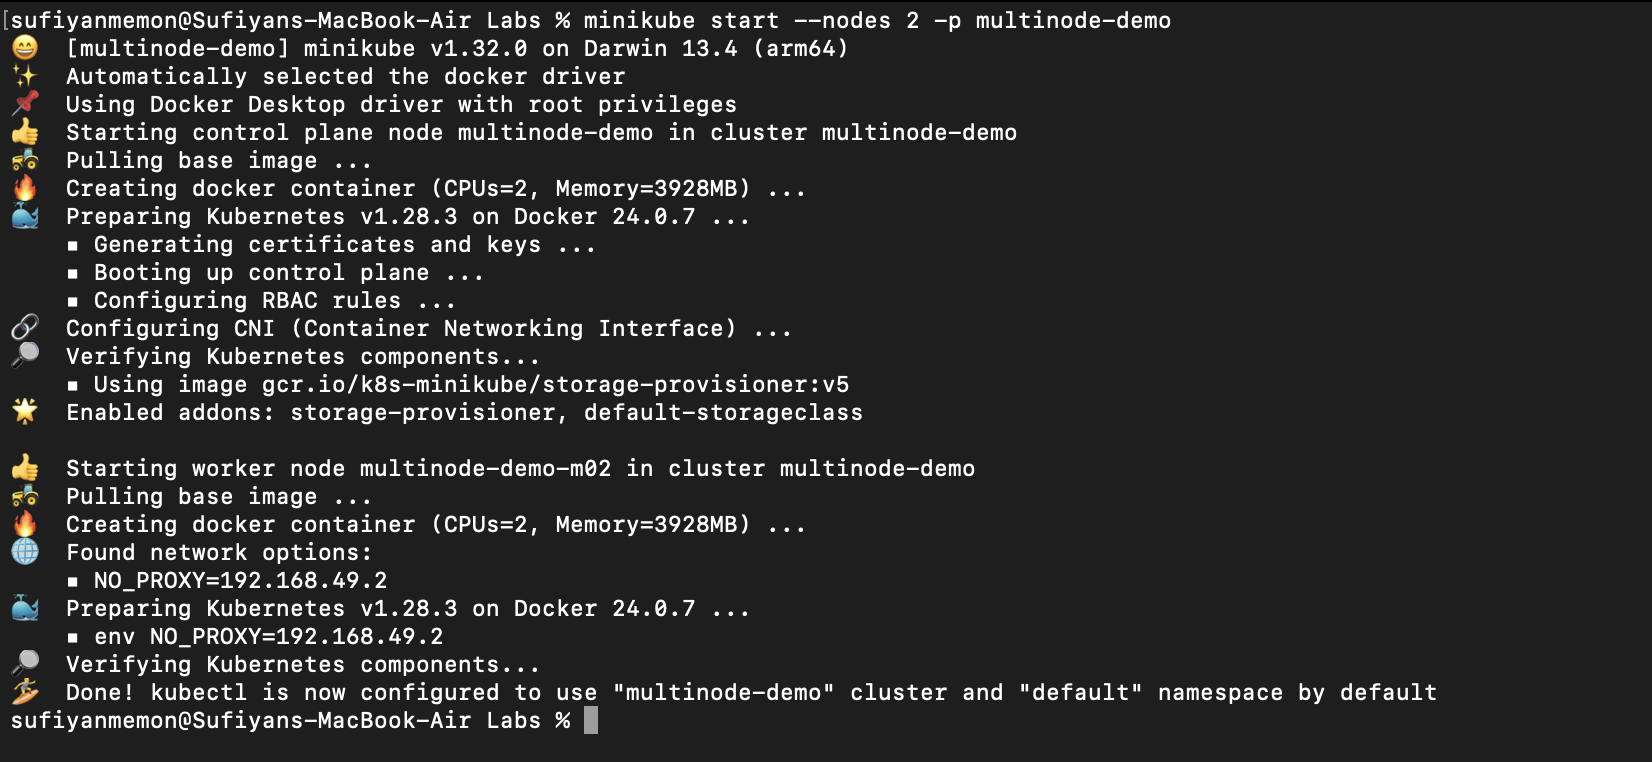 [sufiyanmemon@Sufiyans-MacBook-Air Labs % minikube start --nodes 2 -p multinode-demo
😄 [multinode-demo] minikube v1.32.0 on Darwin 13.4 (arm64)
✨ Automatically selected the docker driver
📌 Using Docker Desktop driver with root privileges
👍 Starting control plane node multinode-demo in cluster multinode-demo
🚜 Pulling base image ...
🔥 Creating docker container (CPUs=2, Memory=3928MB) ...
🐳 Preparing Kubernetes v1.28.3 on Docker 24.0.7 ...
▪ Generating certificates and keys ...
▪ Booting up control plane ...
▪ Configuring RBAC rules ...
🔗 Configuring CNI (Container Networking Interface) ...
🔎 Verifying Kubernetes components...
▪ Using image gcr.io/k8s-minikube/storage-provisioner:v5
🌟 Enabled addons: storage-provisioner, default-storageclass
👍 Starting worker node multinode-demo-m02 in cluster multinode-demo
🚜 Pulling base image ...
🔥 Creating docker container (CPUs=2, Memory=3928MB) ...
🌐 Found network options:
▪ NO_PROXY=192.168.49.2
🐳 Preparing Kubernetes v1.28.3 on Docker 24.0.7 ...
▪ env NO_PROXY=192.168.49.2
🔎 Verifying Kubernetes components...
🏄 Done! kubectl is now configured to use "multinode-demo" cluster and "default" namespace by default
sufiyanmemon@Sufiyans-MacBook-Air Labs %